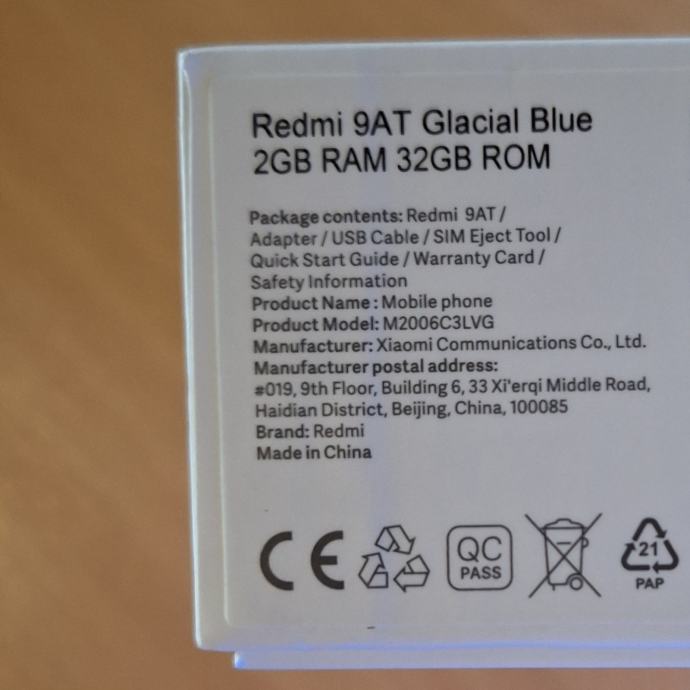 Redmi 9AT Glacial Blue
2GB RAM 32GB ROM
Package contents: Redmi 9AT /
Adapter / USB Cable / SIM Eject Tool /
Quick Start Guide / Warranty Card /
Safety Information
Product Name : Mobile phone
Product Model: M2006C3LVG
Manufacturer: Xiaomi Communications Co., Ltd.
Manufacturer postal address:
#019, 9th Floor, Building 6, 33 Xi'erqi Middle Road,
Haidian District, Beijing, China, 100085
Brand: Redmi
Made in China
CE
QC
PASS
21
PAP